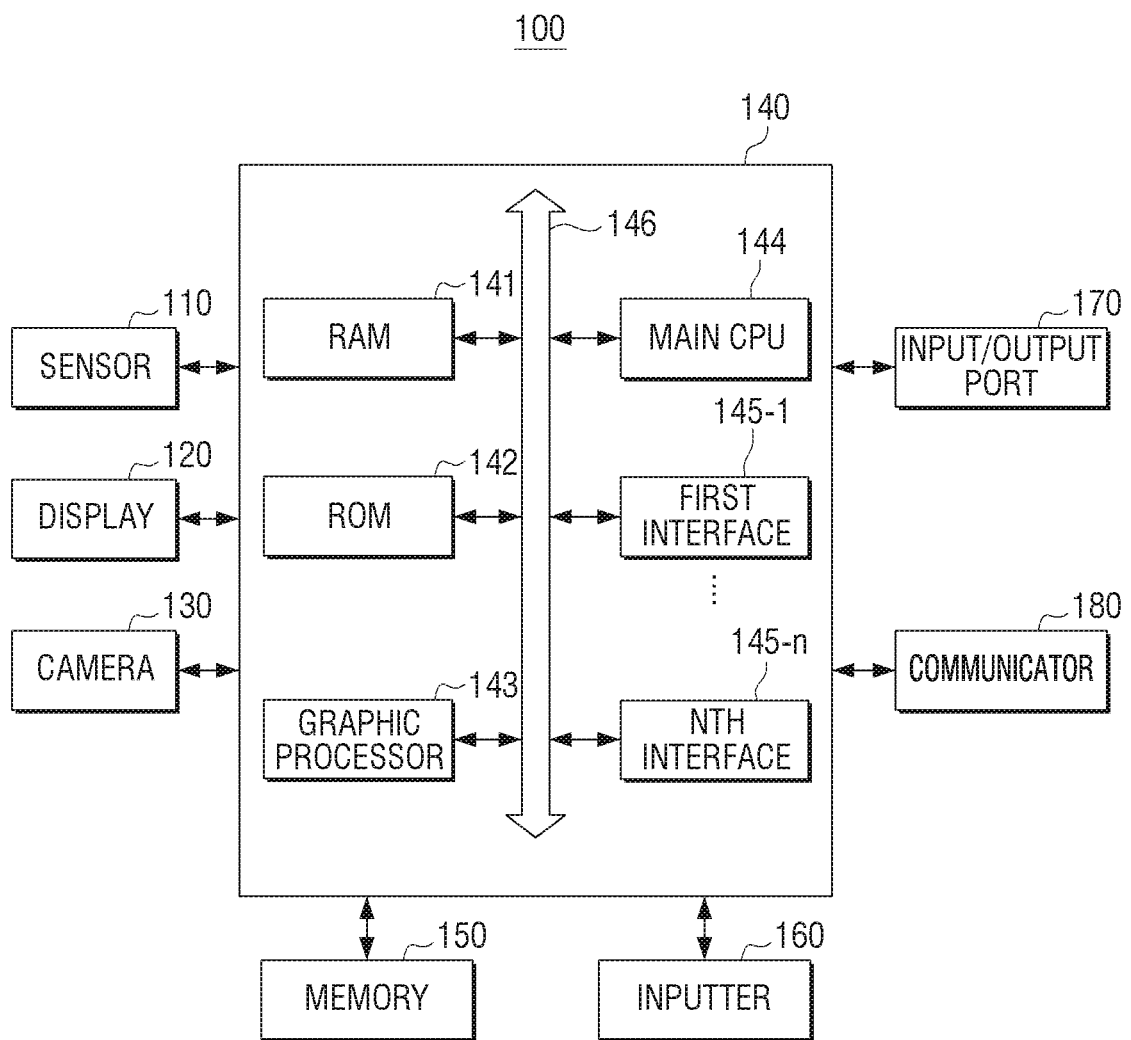 100
140
146
144
141
RAM
MAIN CPU
110
SENSOR
170
INPUT/OUTPUT
PORT
145-1
FIRST
INTERFACE
120
DISPLAY
142
ROM
130
CAMERA
180
COMMUNICATOR
145-n
NTH
INTERFACE
143
GRAPHIC
PROCESSOR
150
MEMORY
160
INPUTTER